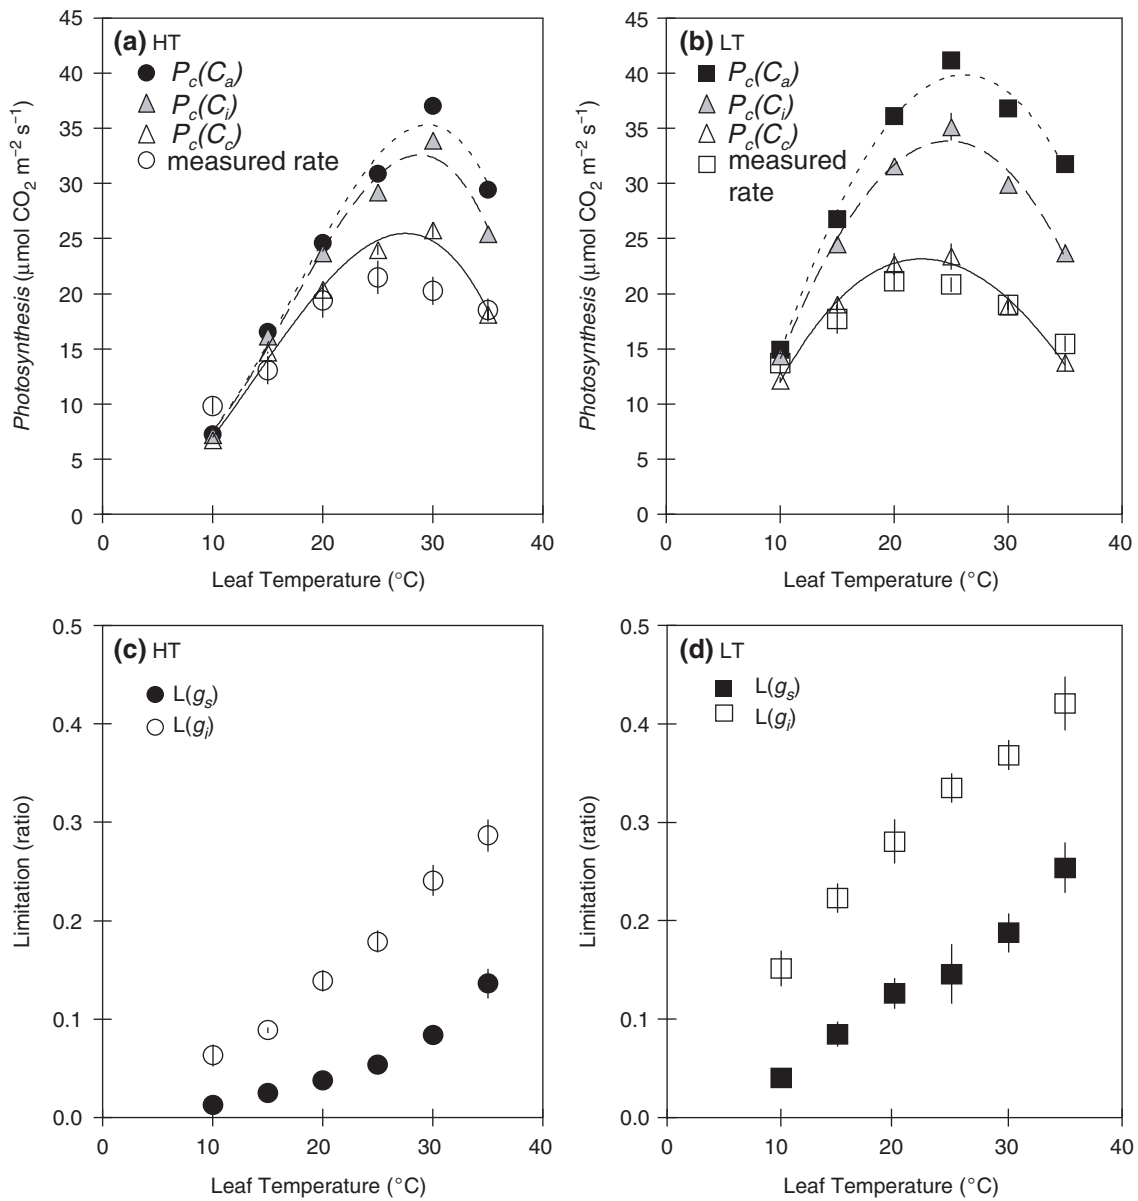 (a) HT
Pc(Ca)
Pc(Ci)
Pc(Cc)
measured rate
Photosynthesis (µmol CO2 m−2 s−1)
45
40
35
30
25
20
15
10
5
0
0 10 20 30 40
Leaf Temperature (°C)
(b) LT
Pc(Ca)
Pc(Ci)
Pc(Cc)
measured
rate
Photosynthesis (µmol CO2 m−2 s−1)
45
40
35
30
25
20
15
10
5
0
0 10 20 30 40
Leaf Temperature (°C)
(c) HT
L(gs)
L(gi)
Limitation (ratio)
0.5
0.4
0.3
0.2
0.1
0.0
0 10 20 30 40
Leaf Temperature (°C)
(d) LT
L(gs)
L(gi)
Limitation (ratio)
0.5
0.4
0.3
0.2
0.1
0.0
0 10 20 30 40
Leaf Temperature (°C)